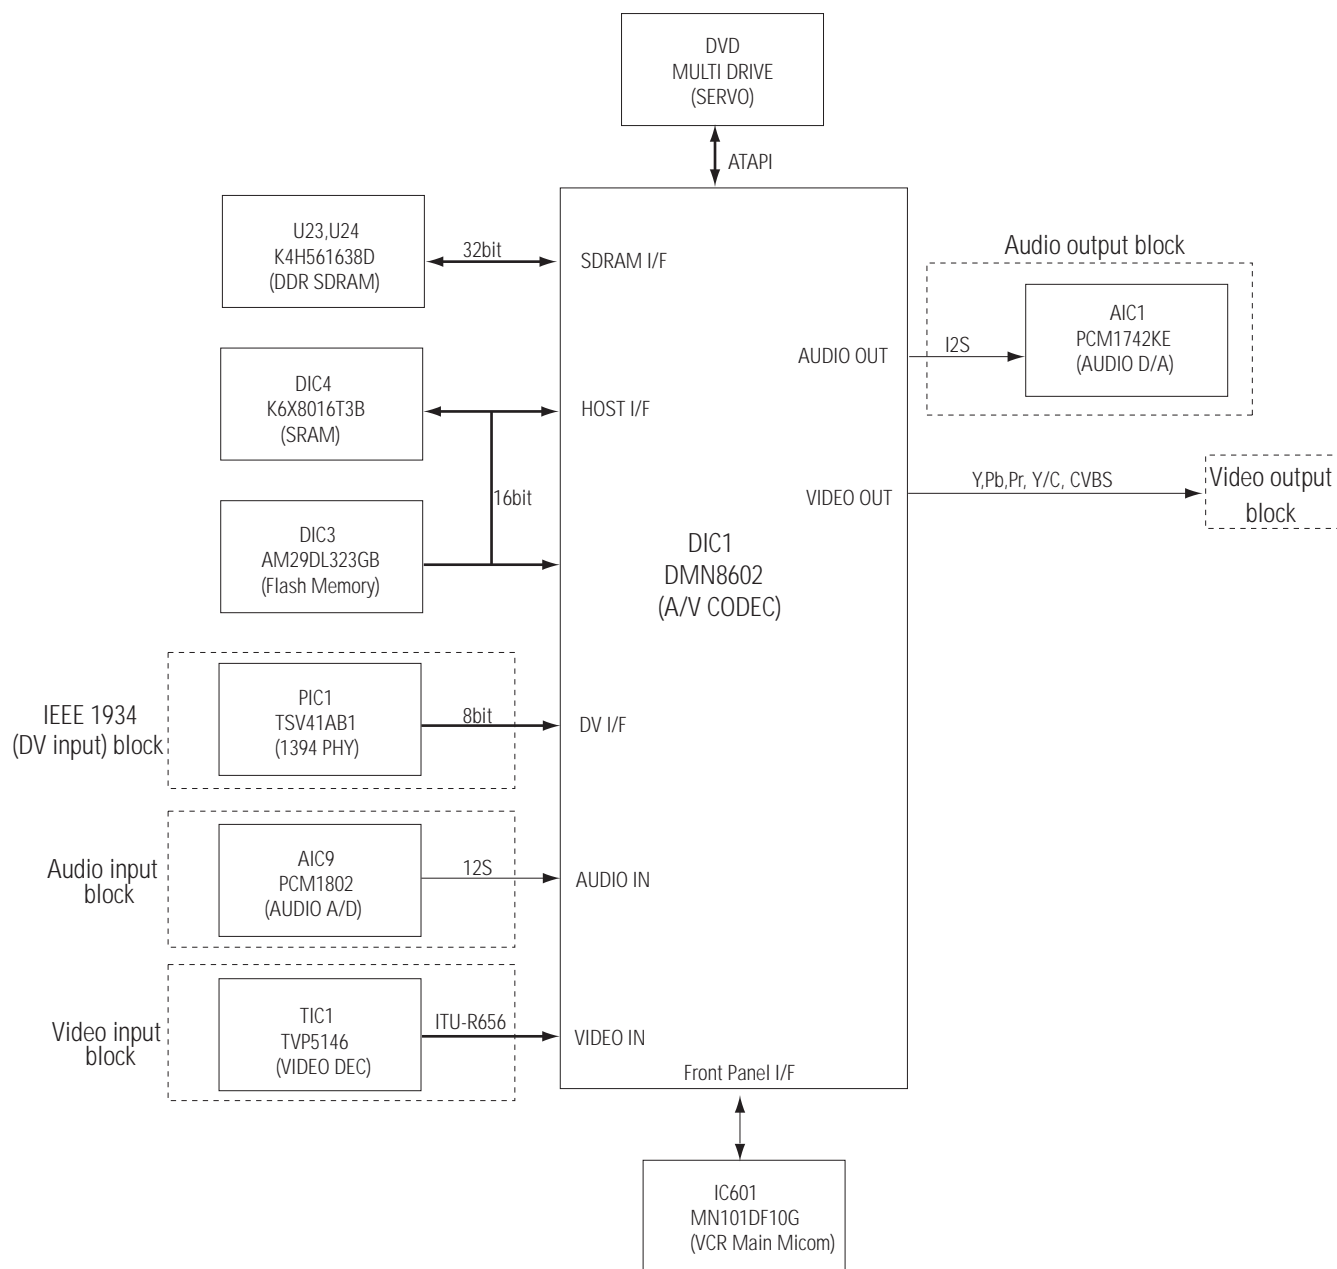 DVD
MULTI DRIVE
(SERVO)
ATAPI
U23,U24
K4H561638D
(DDR SDRAM)
32bit
SDRAM I/F
Audio output block
AIC1
PCM1742KE
(AUDIO D/A)
I2S
AUDIO OUT
DIC4
K6X8016T3B
(SRAM)
HOST I/F
16bit
DIC3
AM29DL323GB
(Flash Memory)
VIDEO OUT
Y,Pb,Pr, Y/C, CVBS
Video output
block
DIC1
DMN8602
(A/V CODEC)
IEEE 1934
(DV input) block
PIC1
TSV41AB1
(1394 PHY)
8bit
DV I/F
Audio input
block
AIC9
PCM1802
(AUDIO A/D)
12S
AUDIO IN
Video input
block
TIC1
TVP5146
(VIDEO DEC)
ITU-R656
VIDEO IN
Front Panel I/F
IC601
MN101DF10G
(VCR Main Micom)